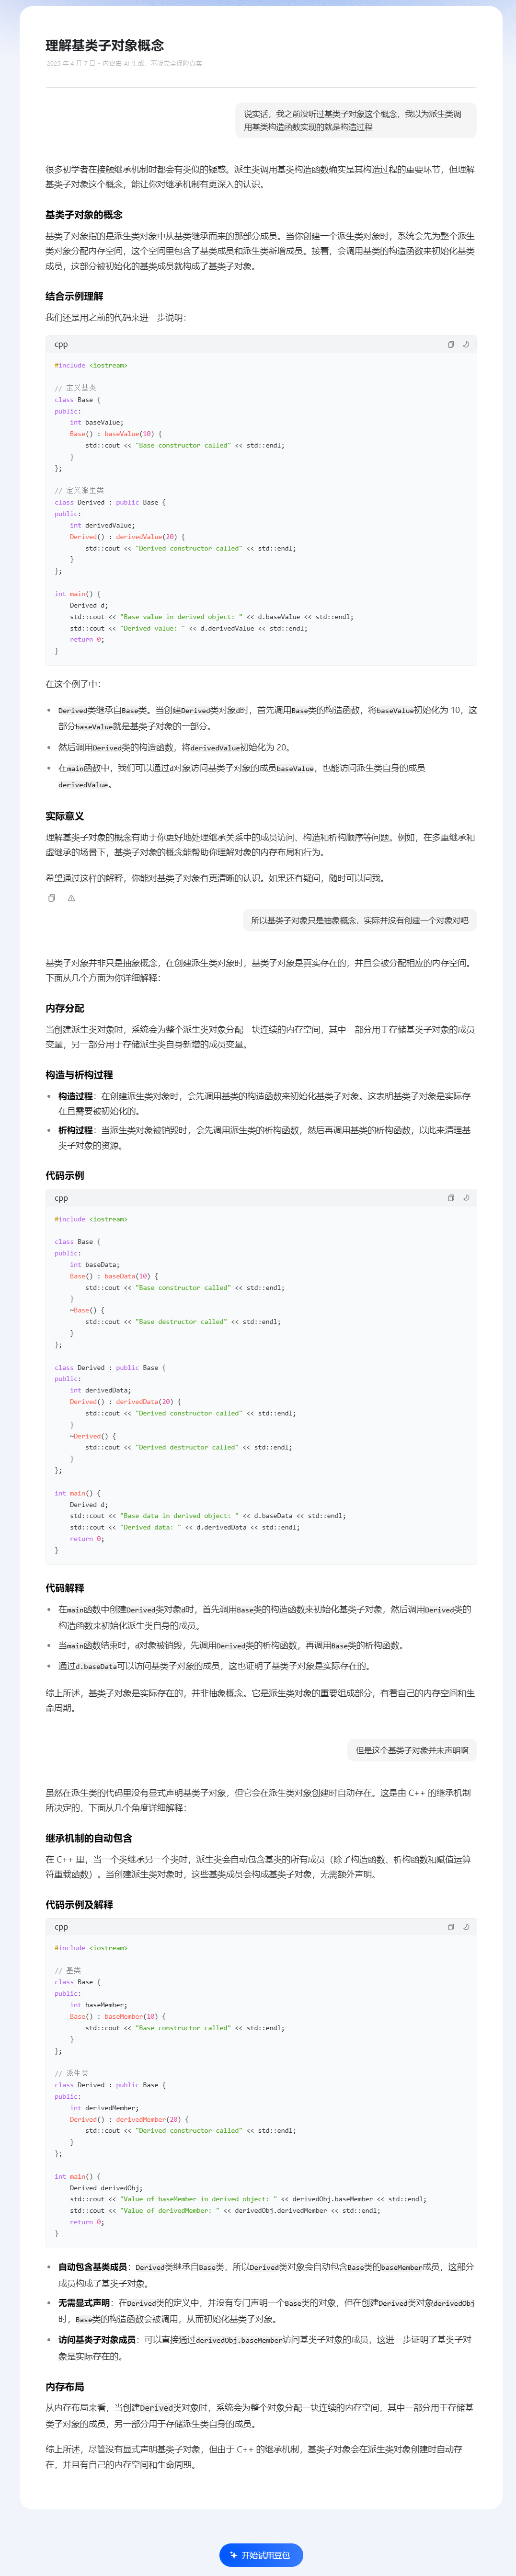 理解基类子对象概念
2025 年 4 月 7 日 • 内容由 AI 生成，不能完全保障真实
说实话，我之前没听过基类子对象这个概念，我以为派生类调
用基类构造函数实现的就是构造过程
很多初学者在接触继承机制时都会有类似的疑惑。派生类调用基类构造函数确实是其构造过程的重要环节，但理解
基类子对象这个概念，能让你对继承机制有更深入的认识。
基类子对象的概念
基类子对象指的是派生类对象中从基类继承而来的那部分成员。当你创建一个派生类对象时，系统会先为整个派生
类对象分配内存空间，这个空间里包含了基类成员和派生类新增成员。接着，会调用基类的构造函数来初始化基类
成员，这部分被初始化的基类成员就构成了基类子对象。
结合示例理解
我们还是用之前的代码来进一步说明：
cpp
#include <iostream>
// 定义基类
class Base {
public:
    int baseValue;
    Base() : baseValue(10) {
        std::cout << "Base constructor called" << std::endl;
    }
};
// 定义派生类
class Derived : public Base {
public:
    int derivedValue;
    Derived() : derivedValue(20) {
        std::cout << "Derived constructor called" << std::endl;
    }
};
int main() {
    Derived d;
    std::cout << "Base value in derived object: " << d.baseValue << std::endl;
    std::cout << "Derived value: " << d.derivedValue << std::endl;
    return 0;
}
在这个例子中：
• Derived类继承自Base类。当创建Derived类对象d时，首先调用Base类的构造函数，将baseValue初始化为 10，这
部分baseValue就是基类子对象的一部分。
• 然后调用Derived类的构造函数，将derivedValue初始化为 20。
• 在main函数中，我们可以通过d对象访问基类子对象的成员baseValue，也能访问派生类自身的成员
derivedValue。
实际意义
理解基类子对象的概念有助于你更好地处理继承关系中的成员访问、构造和析构顺序等问题。例如，在多重继承和
虚继承的场景下，基类子对象的概念能帮助你理解对象的内存布局和行为。
希望通过这样的解释，你能对基类子对象有更清晰的认识。如果还有疑问，随时可以问我。
所以基类子对象只是抽象概念，实际并没有创建一个对象对吧
基类子对象并非只是抽象概念，在创建派生类对象时，基类子对象是真实存在的，并且会被分配相应的内存空间。
下面从几个方面为你详细解释：
内存分配
当创建派生类对象时，系统会为整个派生类对象分配一块连续的内存空间，其中一部分用于存储基类子对象的成员
变量，另一部分用于存储派生类自身新增的成员变量。
构造与析构过程
• 构造过程：在创建派生类对象时，会先调用基类的构造函数来初始化基类子对象。这表明基类子对象是实际存
在且需要被初始化的。
• 析构过程：当派生类对象被销毁时，会先调用派生类的析构函数，然后再调用基类的析构函数，以此来清理基
类子对象的资源。
代码示例
cpp
#include <iostream>
class Base {
public:
    int baseData;
    Base() : baseData(10) {
        std::cout << "Base constructor called" << std::endl;
    }
    ~Base() {
        std::cout << "Base destructor called" << std::endl;
    }
};
class Derived : public Base {
public:
    int derivedData;
    Derived() : derivedData(20) {
        std::cout << "Derived constructor called" << std::endl;
    }
    ~Derived() {
        std::cout << "Derived destructor called" << std::endl;
    }
};
int main() {
    Derived d;
    std::cout << "Base data in derived object: " << d.baseData << std::endl;
    std::cout << "Derived data: " << d.derivedData << std::endl;
    return 0;
}
代码解释
• 在main函数中创建Derived类对象d时，首先调用Base类的构造函数来初始化基类子对象，然后调用Derived类的
构造函数来初始化派生类自身的成员。
• 当main函数结束时，d对象被销毁，先调用Derived类的析构函数，再调用Base类的析构函数。
• 通过d.baseData可以访问基类子对象的成员，这也证明了基类子对象是实际存在的。
综上所述，基类子对象是实际存在的，并非抽象概念。它是派生类对象的重要组成部分，有着自己的内存空间和生
命周期。
但是这个基类子对象并未声明啊
虽然在派生类的代码里没有显式声明基类子对象，但它会在派生类对象创建时自动存在。这是由 C++ 的继承机制
所决定的，下面从几个角度详细解释：
继承机制的自动包含
在 C++ 里，当一个类继承另一个类时，派生类会自动包含基类的所有成员（除了构造函数、析构函数和赋值运算
符重载函数）。当创建派生类对象时，这些基类成员会构成基类子对象，无需额外声明。
代码示例及解释
cpp
#include <iostream>
// 基类
class Base {
public:
    int baseMember;
    Base() : baseMember(10) {
        std::cout << "Base constructor called" << std::endl;
    }
};
// 派生类
class Derived : public Base {
public:
    int derivedMember;
    Derived() : derivedMember(20) {
        std::cout << "Derived constructor called" << std::endl;
    }
};
int main() {
    Derived derivedObj;
    std::cout << "Value of baseMember in derived object: " << derivedObj.baseMember << std::endl;
    std::cout << "Value of derivedMember: " << derivedObj.derivedMember << std::endl;
    return 0;
}
• 自动包含基类成员：Derived类继承自Base类，所以Derived类对象会自动包含Base类的baseMember成员，这部分
成员构成了基类子对象。
• 无需显式声明：在Derived类的定义中，并没有专门声明一个Base类的对象，但在创建Derived类对象derivedObj
时，Base类的构造函数会被调用，从而初始化基类子对象。
• 访问基类子对象成员：可以直接通过derivedObj.baseMember访问基类子对象的成员，这进一步证明了基类子对
象是实际存在的。
内存布局
从内存布局来看，当创建Derived类对象时，系统会为整个对象分配一块连续的内存空间，其中一部分用于存储基
类子对象的成员，另一部分用于存储派生类自身的成员。
综上所述，尽管没有显式声明基类子对象，但由于 C++ 的继承机制，基类子对象会在派生类对象创建时自动存
在，并且有自己的内存空间和生命周期。
开始试用豆包